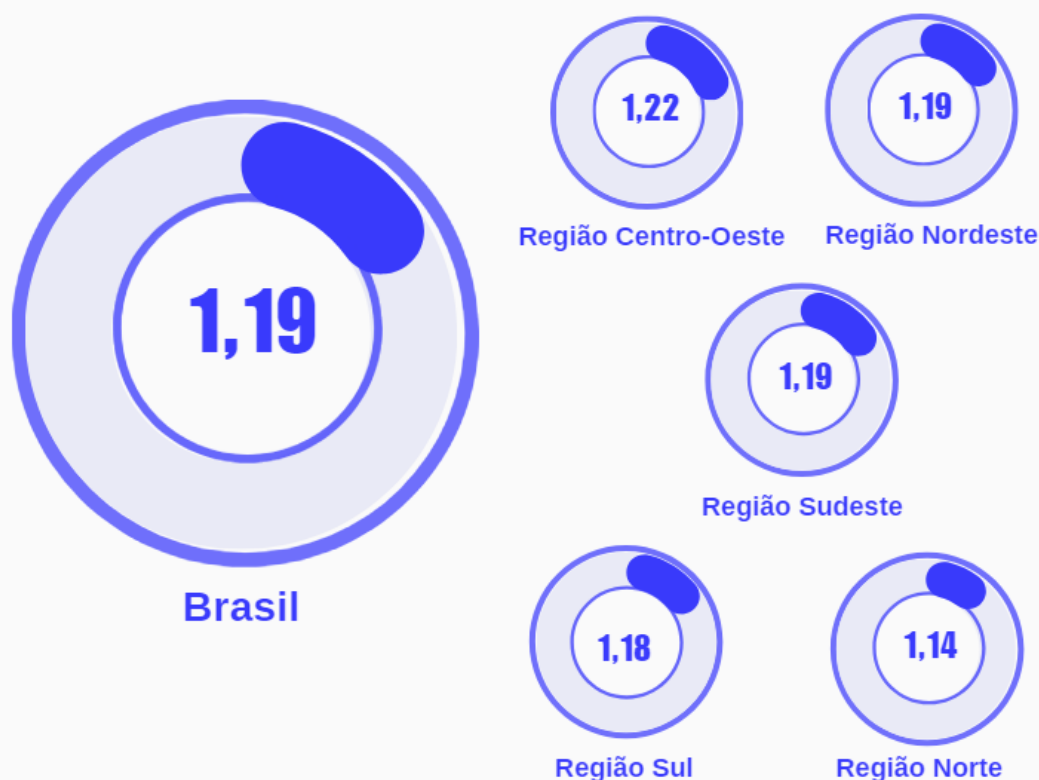 1,19
Brasil
1,22
Região Centro-Oeste
1,19
Região Nordeste
1,19
Região Sudeste
1,18
Região Sul
1,14
Região Norte